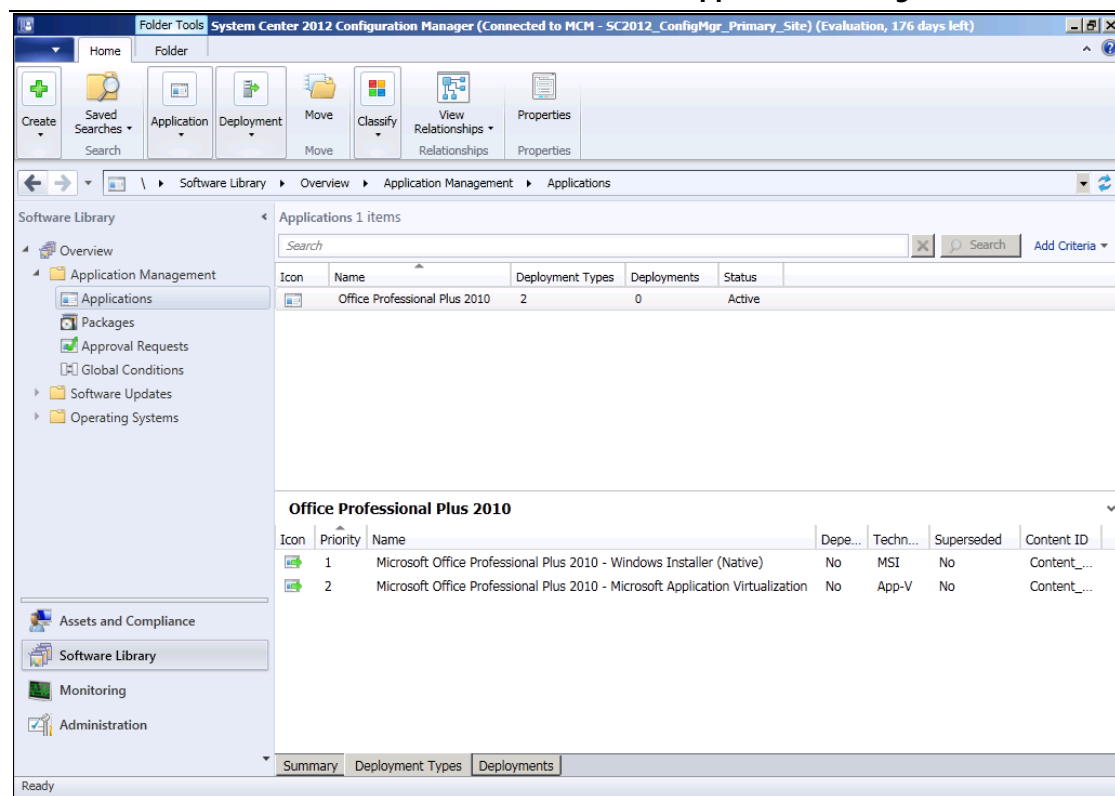 Folder Tools System Center 2012 Configuration Manager (Connected to MCM - SC2012_ConfigMgr_Primary_Site) (Evaluation, 176 days left)
Home Folder
Create Saved Searches Application Deployment Move Classify View Relationships Properties
Search Move Relationships Properties
\ Software Library Overview Application Management Applications
Software Library
Overview
Application Management
Applications
Packages
Approval Requests
Global Conditions
Software Updates
Operating Systems
Assets and Compliance
Software Library
Monitoring
Administration
Applications 1 items
Search Search Add Criteria
Icon Name Deployment Types Deployments Status
Office Professional Plus 2010 2 0 Active
Office Professional Plus 2010
Icon Priority Name Depe... Techn... Superseded Content ID
1 Microsoft Office Professional Plus 2010 - Windows Installer (Native) No MSI No Content_...
2 Microsoft Office Professional Plus 2010 - Microsoft Application Virtualization No App-V No Content_...
Summary Deployment Types Deployments
Ready